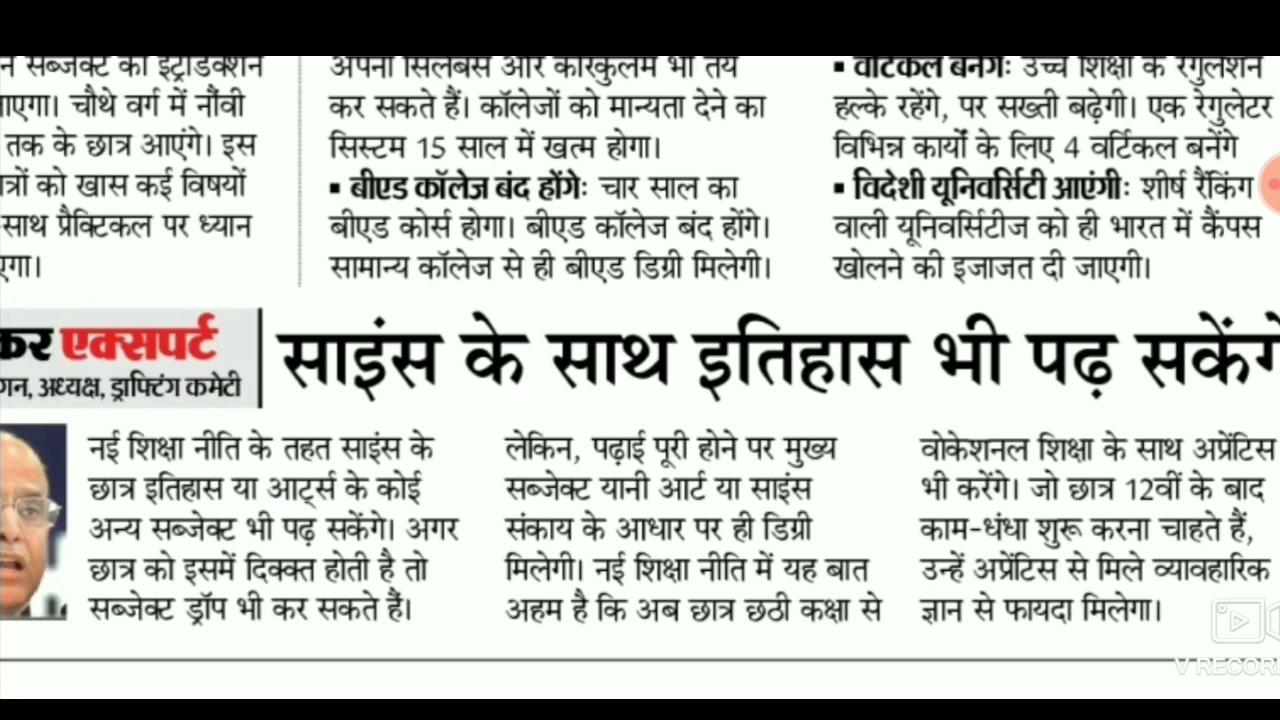 न सब्जेक्ट का इंट्रोडक्शन
ाएगा। चौथे वर्ग में नौंवी
तक के छात्र आएंगे। इस
त्रों को खास कई विषयों
साथ प्रैक्टिकल पर ध्यान
एगा।
अपना सिलेबस और करिकुलम भी तय
कर सकते हैं। कॉलेजों को मान्यता देने का
सिस्टम 15 साल में खत्म होगा।
▪ बीएड कॉलेज बंद होंगे: चार साल का
बीएड कोर्स होगा। बीएड कॉलेज बंद होंगे।
सामान्य कॉलेज से ही बीएड डिग्री मिलेगी।
▪ वर्टिकल बनेंगे: उच्च शिक्षा के रेगुलेशन
हल्के रहेंगे, पर सख्ती बढ़ेगी। एक रेगुलेटर
विभिन्न कार्यों के लिए 4 वर्टिकल बनेंगे
▪ विदेशी यूनिवर्सिटी आएंगी: शीर्ष रैंकिंग
वाली यूनिवर्सिटीज को ही भारत में कैंपस
खोलने की इजाजत दी जाएगी।
कर एक्सपर्ट
गन, अध्यक्ष, ड्राफ्टिंग कमेटी
साइंस के साथ इतिहास भी पढ़ सकेंगे
नई शिक्षा नीति के तहत साइंस के
छात्र इतिहास या आर्ट्स के कोई
अन्य सब्जेक्ट भी पढ़ सकेंगे। अगर
छात्र को इसमें दिक्कत होती है तो
सब्जेक्ट ड्रॉप भी कर सकते हैं।
लेकिन, पढ़ाई पूरी होने पर मुख्य
सब्जेक्ट यानी आर्ट या साइंस
संकाय के आधार पर ही डिग्री
मिलेगी। नई शिक्षा नीति में यह बात
अहम है कि अब छात्र छठी कक्षा से
वोकेशनल शिक्षा के साथ अप्रेंटिस
भी करेंगे। जो छात्र 12वीं के बाद
काम-धंधा शुरू करना चाहते हैं,
उन्हें अप्रेंटिस से मिले व्यावहारिक
ज्ञान से फायदा मिलेगा।
V RECOR